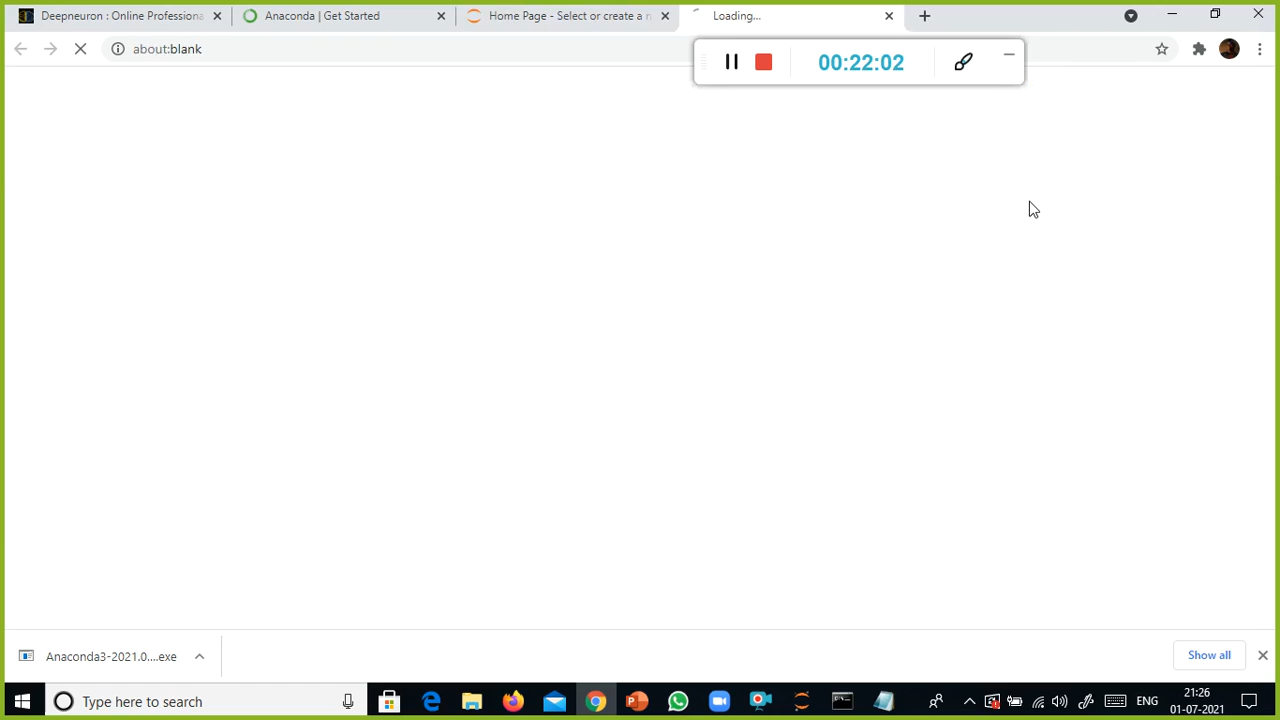 Deepneuron : Online Professiona
Anaconda | Get Started
Home Page - Select or create a n
Loading...
about:blank
00:22:02
Anaconda3-2021.0....exe
Show all
Type here to search
ENG
21:26
01-07-2021